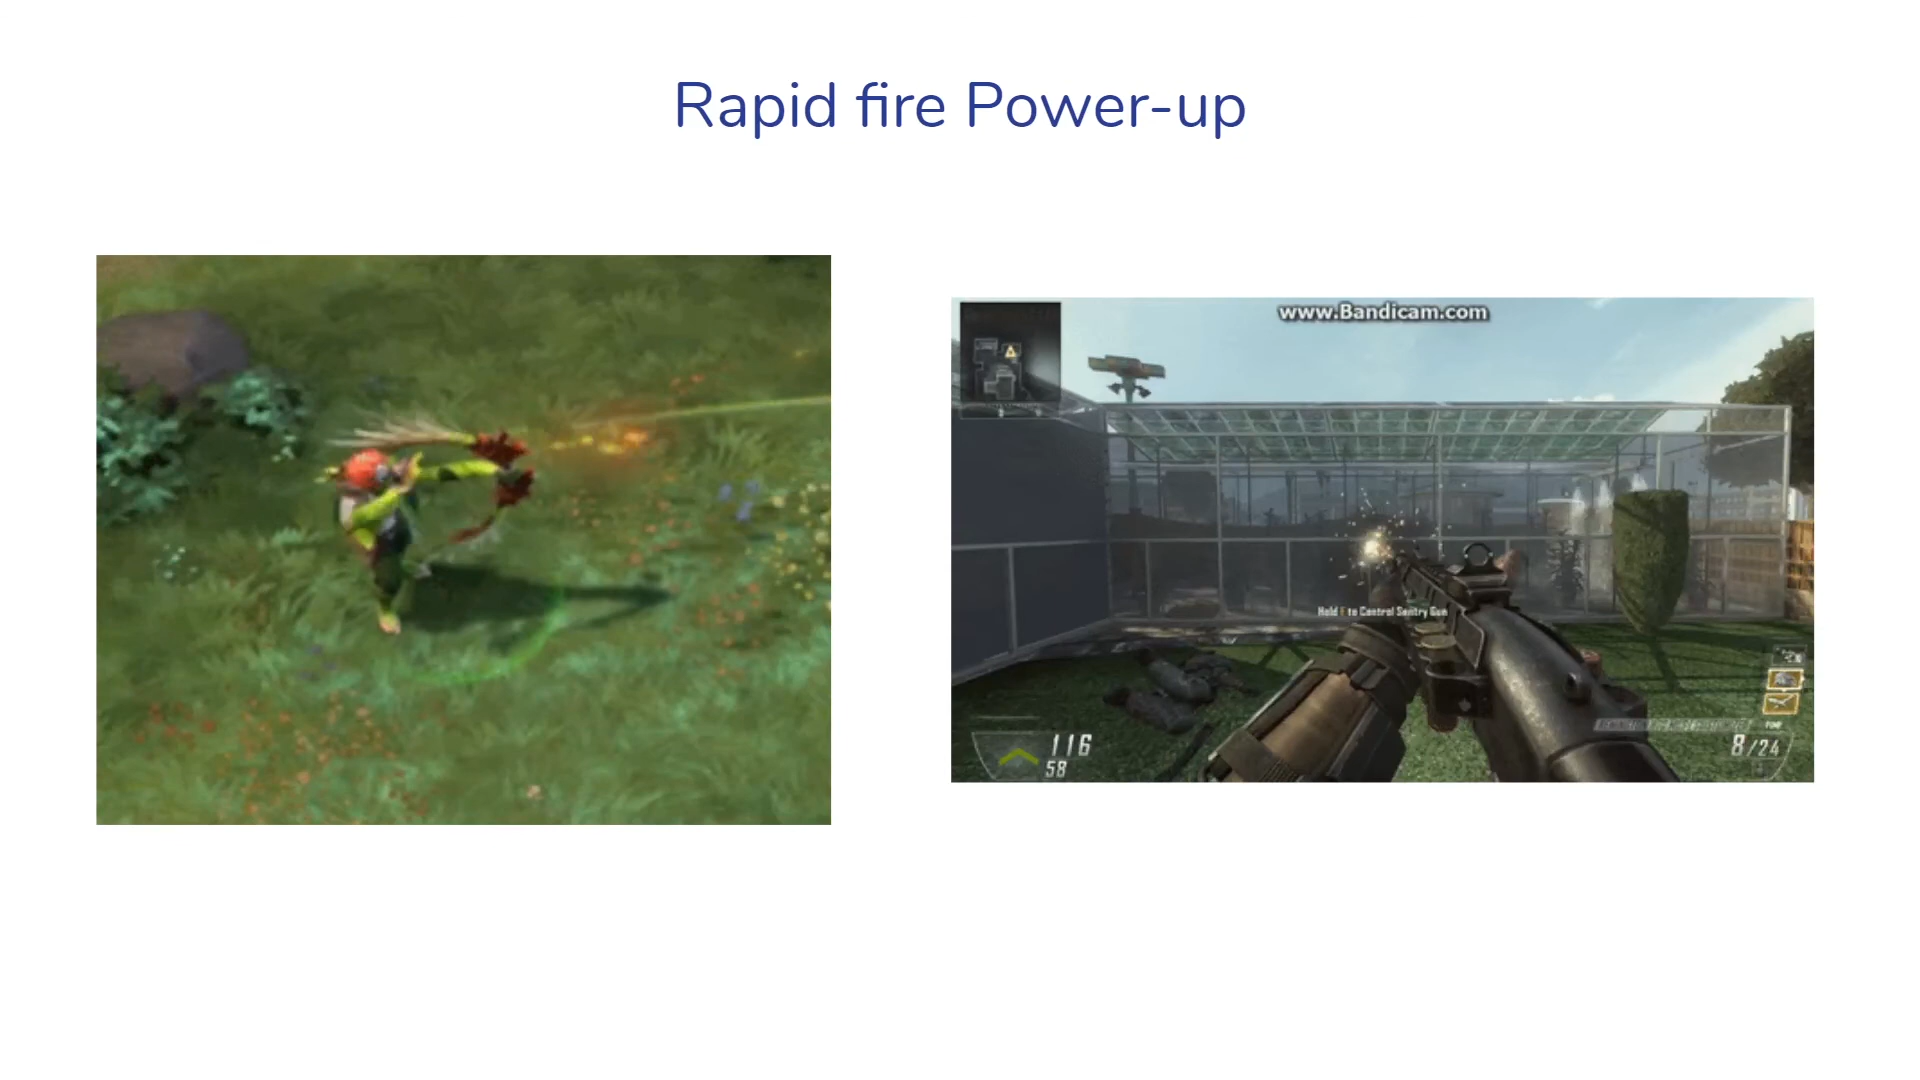 Rapid fire Power-up
www.Bandicam.com
Hold F to Control Sentry Gun
116
58
8/24